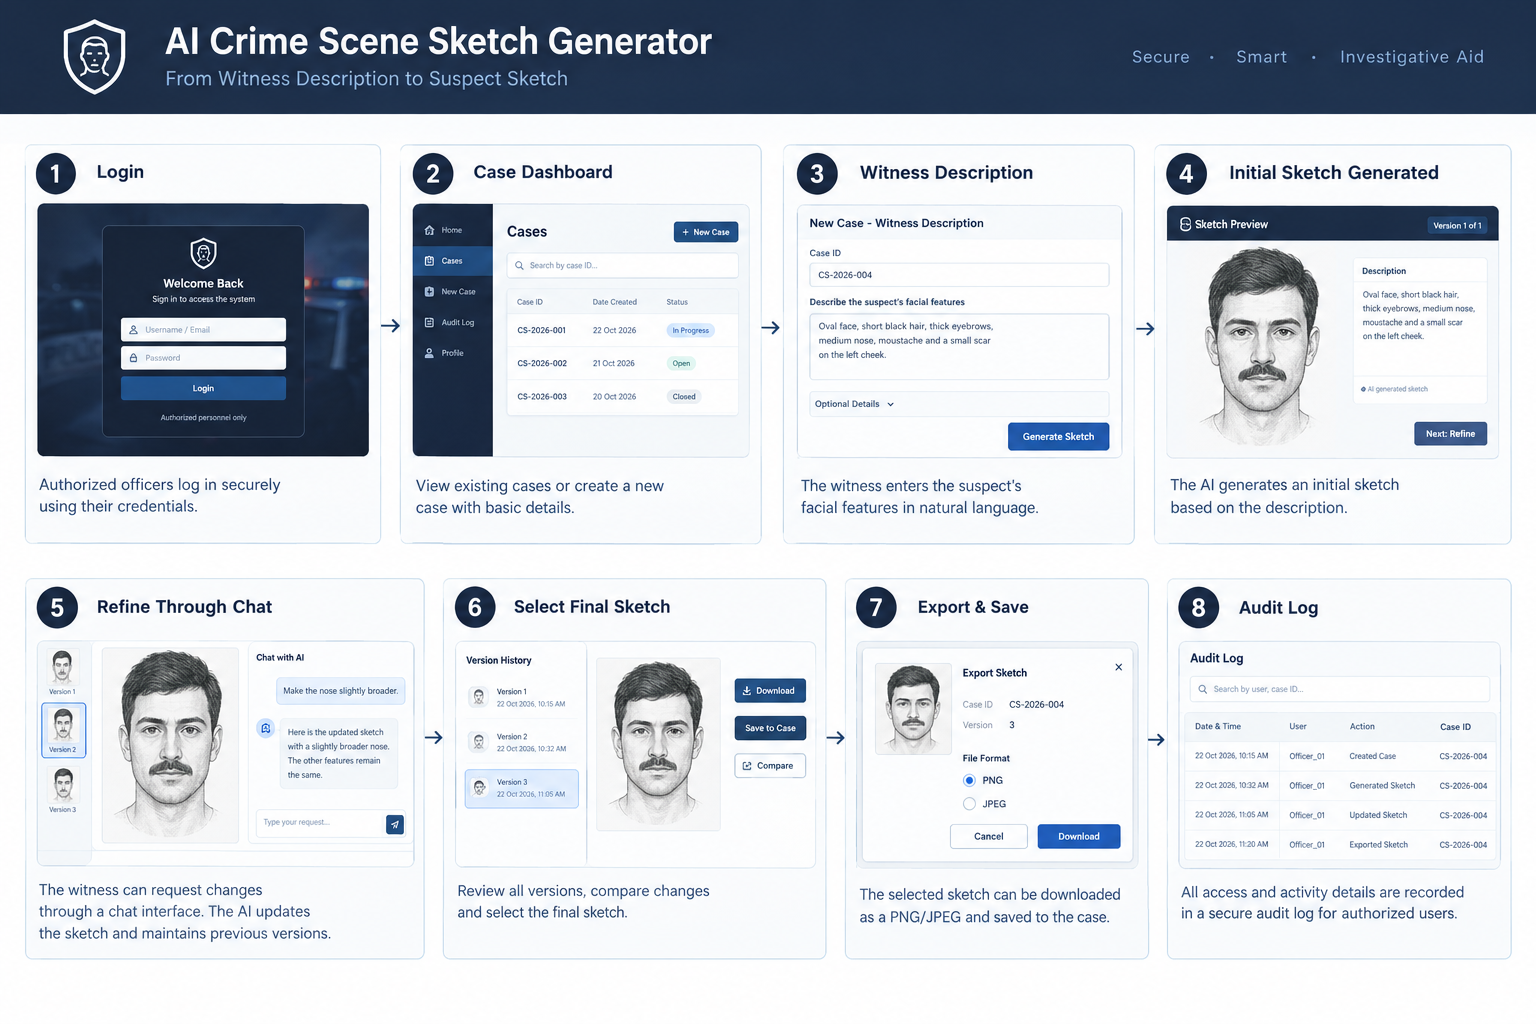 AI Crime Scene Sketch Generator
From Witness Description to Suspect Sketch
Secure • Smart • Investigative Aid
1 Login
Welcome Back
Sign in to access the system
Username / Email
Password
Login
Authorized personnel only
Authorized officers log in securely
using their credentials.
2 Case Dashboard
Home
Cases
New Case
Audit Log
Profile
Cases
+ New Case
Search by case ID...
Case ID Date Created Status
CS-2026-001 22 Oct 2026 In Progress
CS-2026-002 21 Oct 2026 Open
CS-2026-003 20 Oct 2026 Closed
View existing cases or create a new
case with basic details.
3 Witness Description
New Case - Witness Description
Case ID
CS-2026-004
Describe the suspect's facial features
Oval face, short black hair, thick eyebrows,
medium nose, moustache and a small scar
on the left cheek.
Optional Details
Generate Sketch
The witness enters the suspect's
facial features in natural language.
4 Initial Sketch Generated
Sketch Preview
Version 1 of 1
Description
Oval face, short black hair,
thick eyebrows, medium nose,
moustache and a small scar
on the left cheek.
AI generated sketch
Next: Refine
The AI generates an initial sketch
based on the description.
5 Refine Through Chat
Version 1
Version 2
Version 3
Chat with AI
Make the nose slightly broader.
Here is the updated sketch
with a slightly broader nose.
The other features remain
the same.
Type your request...
The witness can request changes
through a chat interface. The AI updates
the sketch and maintains previous versions.
6 Select Final Sketch
Version History
Version 1
22 Oct 2026, 10:15 AM
Version 2
22 Oct 2026, 10:32 AM
Version 3
22 Oct 2026, 11:05 AM
Download
Save to Case
Compare
Review all versions, compare changes
and select the final sketch.
7 Export & Save
Export Sketch
×
Case ID CS-2026-004
Version 3
File Format
PNG
JPEG
Cancel
Download
The selected sketch can be downloaded
as a PNG/JPEG and saved to the case.
8 Audit Log
Audit Log
Search by user, case ID...
Date & Time User Action Case ID
22 Oct 2026, 10:15 AM Officer_01 Created Case CS-2026-004
22 Oct 2026, 10:32 AM Officer_01 Generated Sketch CS-2026-004
22 Oct 2026, 11:05 AM Officer_01 Updated Sketch CS-2026-004
22 Oct 2026, 11:20 AM Officer_01 Exported Sketch CS-2026-004
All access and activity details are recorded
in a secure audit log for authorized users.